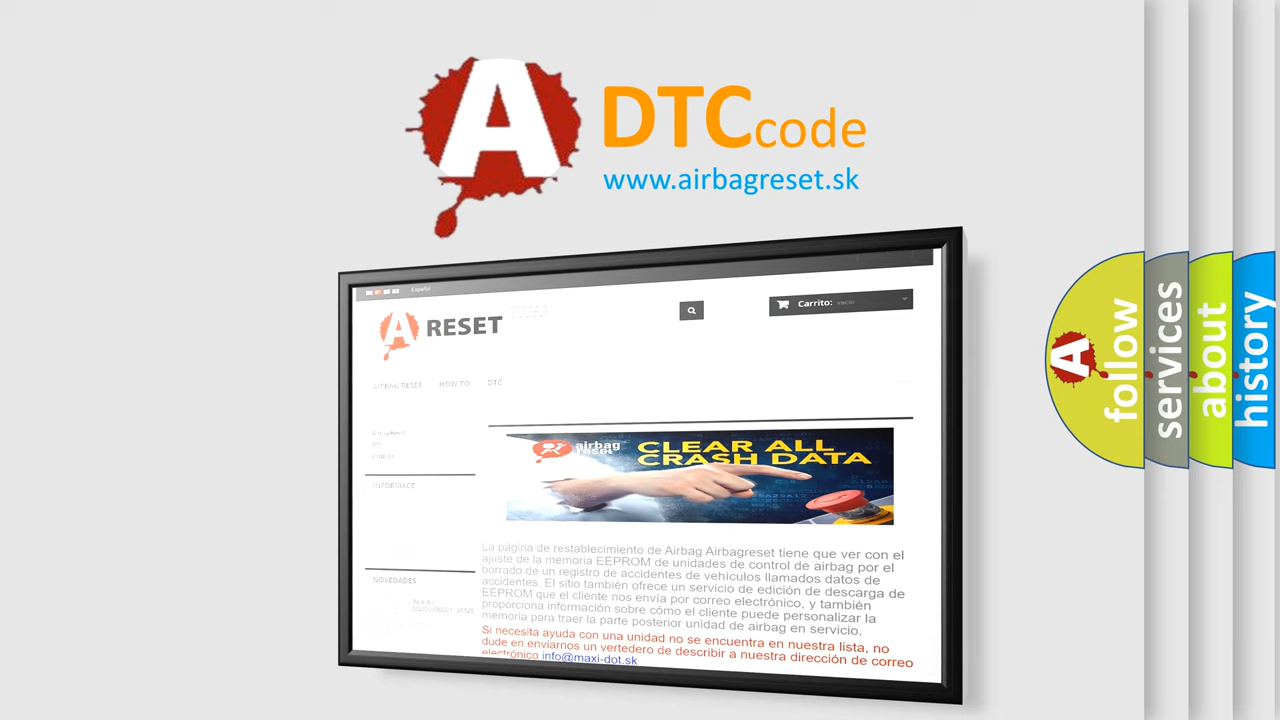 A
DTCcode
www.airbagreset.sk
Español
A RESET
Carrito: vacío
AIRBAG RESET HOW TO DTC
INFORMACE
airbag
reset
CLEAR ALL
CRASH DATA
La página de restablecimiento de Airbag Airbagreset tiene que ver con el
ajuste de la memoria EEPROM de unidades de control de airbag por el
borrado de un registro de accidentes de vehículos llamados datos de
accidentes. El sitio también ofrece un servicio de edición de descarga de
EEPROM que el cliente nos envía por correo electrónico, y también
proporciona información sobre cómo el cliente puede personalizar la
memoria para traer la parte posterior unidad de airbag en servicio.
Si necesita ayuda con una unidad no se encuentra en nuestra lista, no
dude en enviarnos un vertedero de describir a nuestra dirección de correo
electrónico info@maxi-dot.sk
NOVEDADES
A
follow
services
about
history